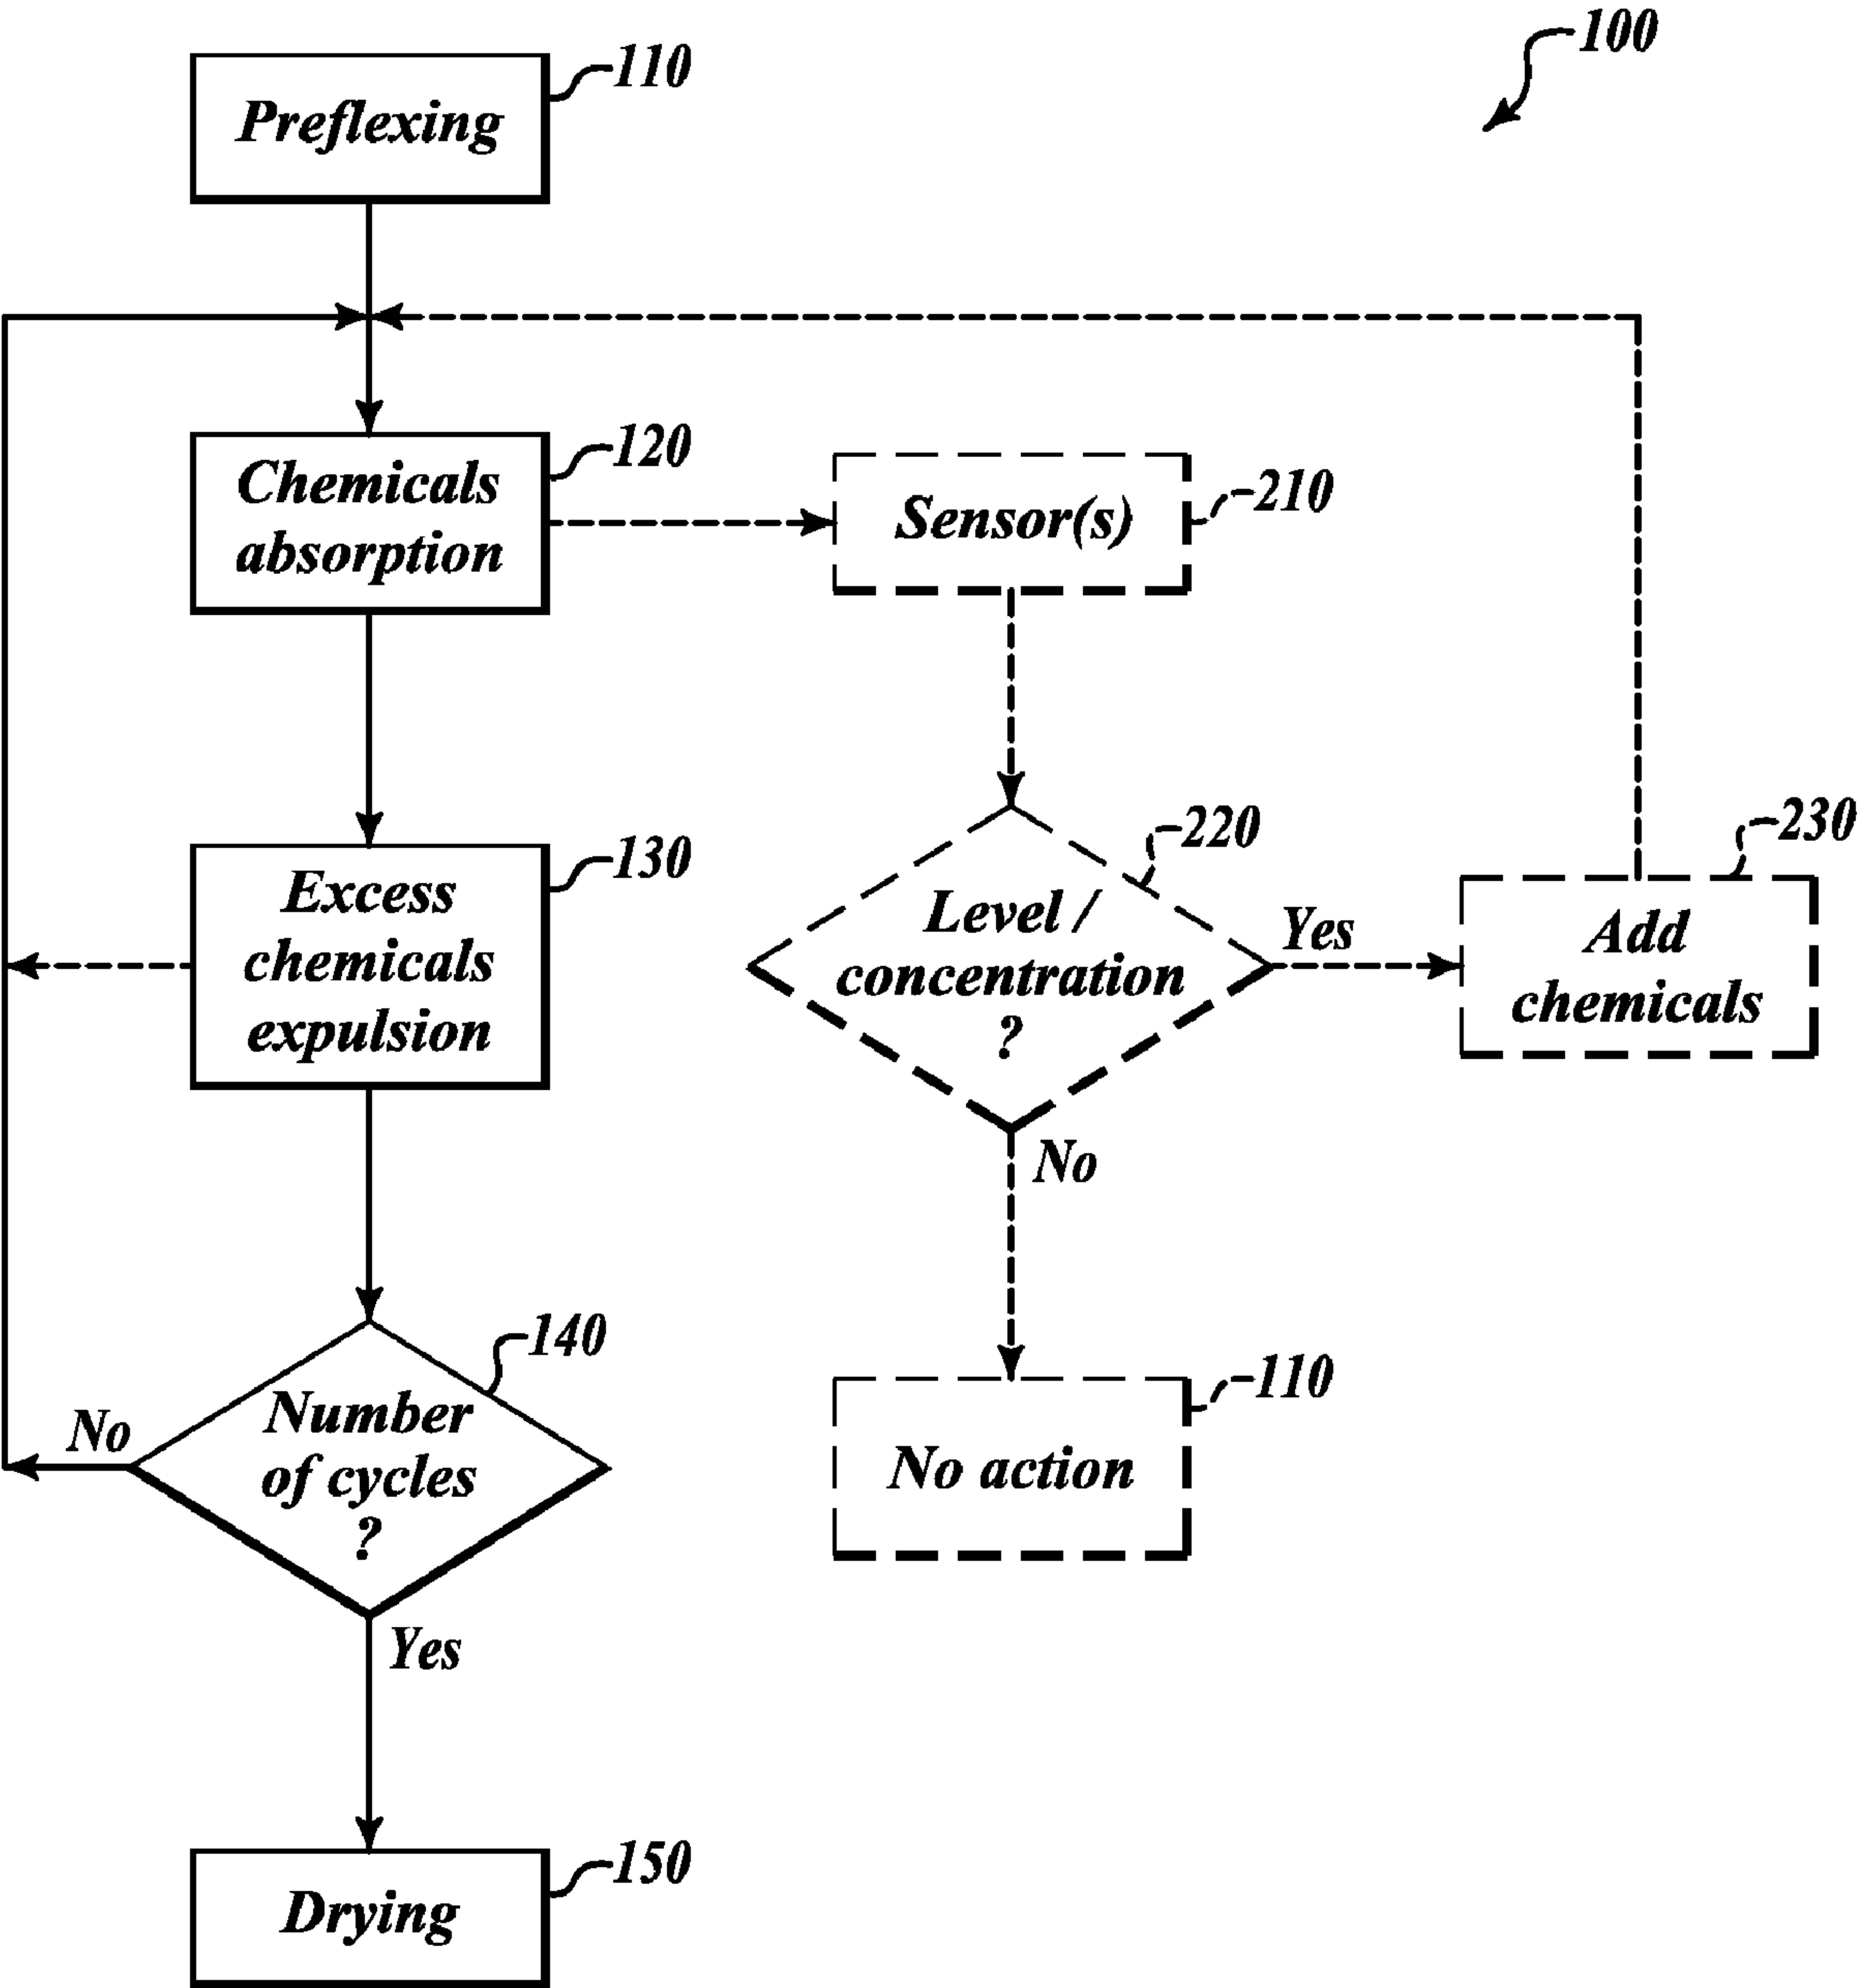 100
110
Preflexing
120
Chemicals
absorption
210
Sensor(s)
130
Excess
chemicals
expulsion
220
Level /
concentration
?
Yes
230
Add
chemicals
No
140
Number
of cycles
?
No
Yes
110
No action
150
Drying